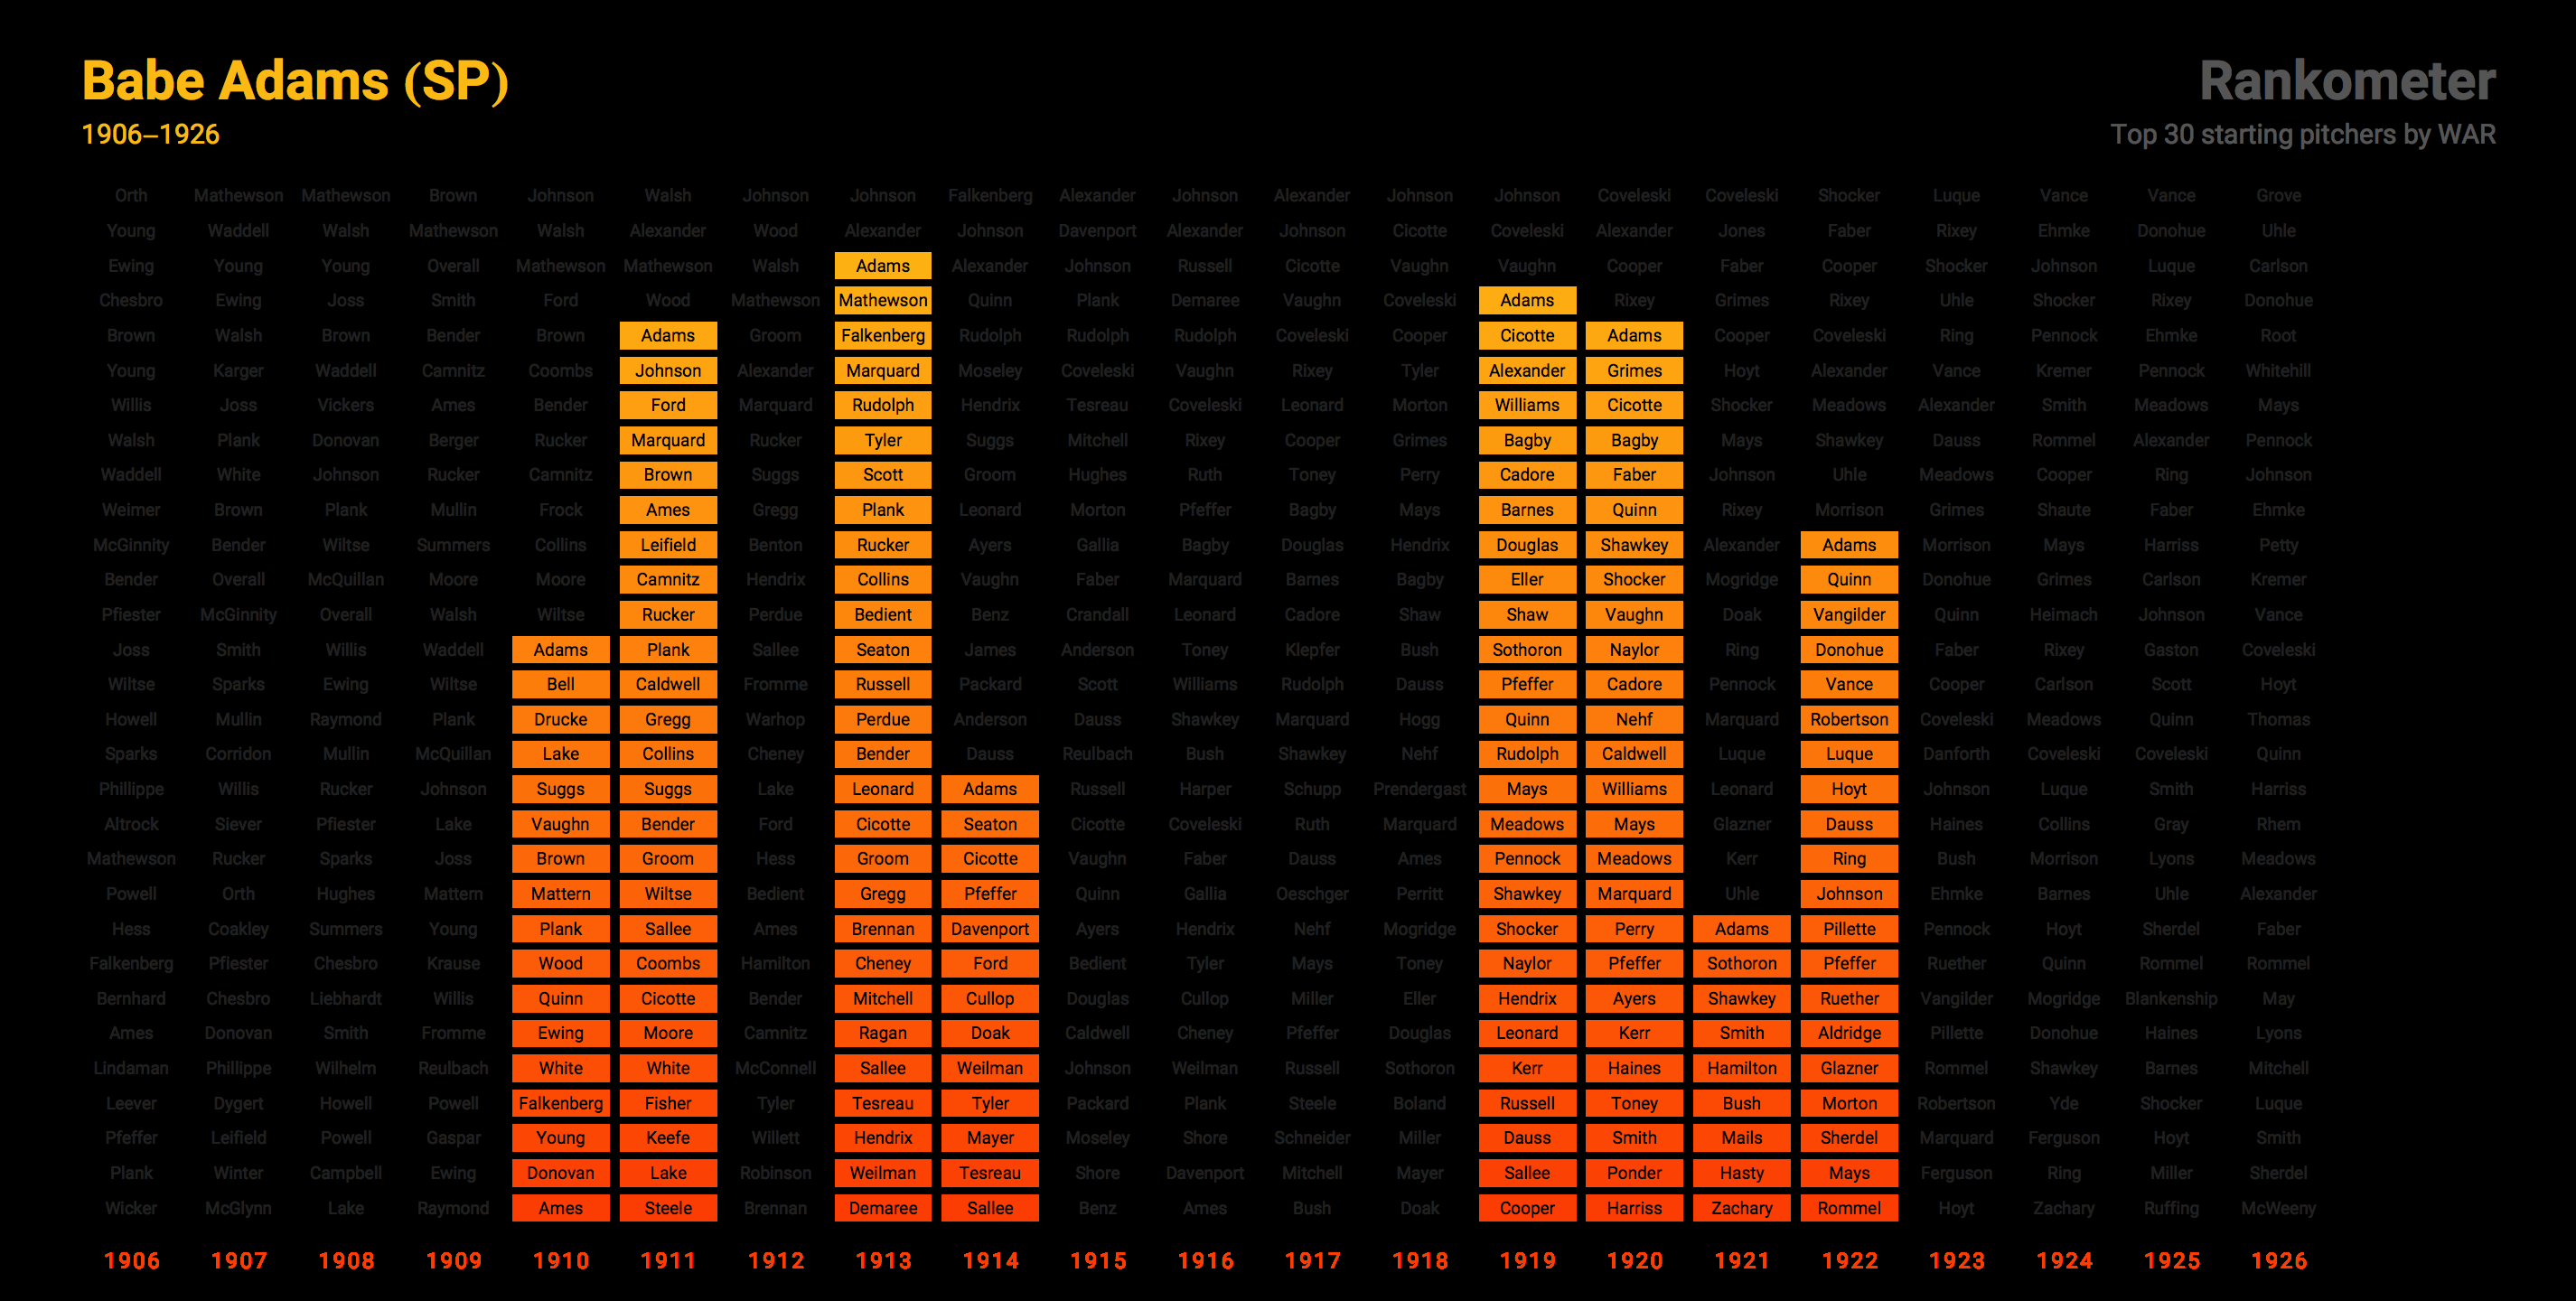 Babe Adams (SP)
Rankometer
1906–1926
Top 30 starting pitchers by WAR
Orth Mathewson Mathewson Brown Johnson Walsh Johnson Johnson Falkenberg Alexander Johnson Alexander Johnson Johnson Coveleski Coveleski Shocker Luque Vance Vance Grove
Young Waddell Walsh Mathewson Walsh Alexander Wood Alexander Johnson Davenport Alexander Johnson Cicotte Coveleski Alexander Jones Faber Rixey Ehmke Donohue Uhle
Ewing Young Young Overall Mathewson Mathewson Walsh Adams Alexander Johnson Russell Cicotte Vaughn Vaughn Cooper Faber Cooper Shocker Johnson Luque Carlson
Chesbro Ewing Joss Smith Ford Wood Mathewson Mathewson Quinn Plank Demaree Vaughn Coveleski Adams Rixey Grimes Rixey Uhle Shocker Rixey Donohue
Brown Walsh Brown Bender Brown Adams Groom Falkenberg Rudolph Rudolph Rudolph Coveleski Cooper Cicotte Adams Cooper Coveleski Ring Pennock Ehmke Root
Young Karger Waddell Camnitz Coombs Johnson Alexander Marquard Moseley Coveleski Vaughn Rixey Tyler Alexander Grimes Hoyt Alexander Vance Kremer Pennock Whitehill
Willis Joss Vickers Ames Bender Ford Marquard Rudolph Hendrix Tesreau Coveleski Leonard Morton Williams Cicotte Shocker Meadows Alexander Smith Meadows Mays
Walsh Plank Donovan Berger Rucker Marquard Rucker Tyler Suggs Mitchell Rixey Cooper Grimes Bagby Bagby Mays Shawkey Dauss Rommel Alexander Pennock
Waddell White Johnson Rucker Camnitz Brown Suggs Scott Groom Hughes Ruth Toney Perry Cadore Faber Johnson Uhle Meadows Cooper Ring Johnson
Weimer Brown Plank Mullin Frock Ames Gregg Plank Leonard Morton Pfeffer Bagby Mays Barnes Quinn Rixey Morrison Grimes Shaute Faber Ehmke
McGinnity Bender Wiltse Summers Collins Leifield Benton Rucker Ayers Gallia Bagby Douglas Hendrix Douglas Shawkey Alexander Adams Morrison Mays Harriss Petty
Bender Overall McQuillan Moore Moore Camnitz Hendrix Collins Vaughn Faber Marquard Barnes Bagby Eller Shocker Mogridge Quinn Donohue Grimes Carlson Kremer
Pfiester McGinnity Overall Walsh Wiltse Rucker Perdue Bedient Benz Crandall Leonard Cadore Shaw Shaw Vaughn Doak Vangilder Quinn Heimach Johnson Vance
Joss Smith Willis Waddell Adams Plank Sallee Seaton James Anderson Toney Klepfer Bush Sothoron Naylor Ring Donohue Faber Rixey Gaston Coveleski
Wiltse Sparks Ewing Wiltse Bell Caldwell Fromme Russell Packard Scott Williams Rudolph Dauss Pfeffer Cadore Pennock Vance Cooper Carlson Scott Hoyt
Howell Mullin Raymond Plank Drucke Gregg Warhop Perdue Anderson Dauss Shawkey Marquard Hogg Quinn Nehf Marquard Robertson Coveleski Meadows Quinn Thomas
Sparks Corridon Mullin McQuillan Lake Collins Cheney Bender Dauss Reulbach Bush Shawkey Nehf Rudolph Caldwell Luque Luque Danforth Coveleski Coveleski Quinn
Phillippe Willis Rucker Johnson Suggs Suggs Lake Leonard Adams Russell Harper Schupp Prendergast Mays Williams Leonard Hoyt Johnson Luque Smith Harriss
Altrock Siever Pfiester Lake Vaughn Bender Ford Cicotte Seaton Cicotte Coveleski Ruth Marquard Meadows Mays Glazner Dauss Haines Collins Gray Rhem
Mathewson Rucker Sparks Joss Brown Groom Hess Groom Cicotte Vaughn Faber Dauss Ames Pennock Meadows Kerr Ring Bush Morrison Lyons Meadows
Powell Orth Hughes Mattern Mattern Wiltse Bedient Gregg Pfeffer Quinn Gallia Oeschger Perritt Shawkey Marquard Uhle Johnson Ehmke Barnes Uhle Alexander
Hess Coakley Summers Young Plank Sallee Ames Brennan Davenport Ayers Hendrix Nehf Mogridge Shocker Perry Adams Pillette Pennock Hoyt Sherdel Faber
Falkenberg Pfiester Chesbro Krause Wood Coombs Hamilton Cheney Ford Bedient Tyler Mays Toney Naylor Pfeffer Sothoron Pfeffer Ruether Quinn Rommel Rommel
Bernhard Chesbro Liebhardt Willis Quinn Cicotte Bender Mitchell Cullop Douglas Cullop Miller Eller Hendrix Ayers Shawkey Ruether Vangilder Mogridge Blankenship May
Ames Donovan Smith Fromme Ewing Moore Camnitz Ragan Doak Caldwell Cheney Pfeffer Douglas Leonard Kerr Smith Aldridge Pillette Donohue Haines Lyons
Lindaman Phillippe Wilhelm Reulbach White White McConnell Sallee Weilman Johnson Weilman Russell Sothoron Kerr Haines Hamilton Glazner Rommel Shawkey Barnes Mitchell
Leever Dygert Howell Powell Falkenberg Fisher Tyler Tesreau Tyler Packard Plank Steele Boland Russell Toney Bush Morton Robertson Yde Shocker Luque
Pfeffer Leifield Powell Gaspar Young Keefe Willett Hendrix Mayer Moseley Shore Schneider Miller Dauss Smith Mails Sherdel Marquard Ferguson Hoyt Smith
Plank Winter Campbell Ewing Donovan Lake Robinson Weilman Tesreau Shore Davenport Mitchell Mayer Sallee Ponder Hasty Mays Ferguson Ring Miller Sherdel
Wicker McGlynn Lake Raymond Ames Steele Brennan Demaree Sallee Benz Ames Bush Doak Cooper Harriss Zachary Rommel Hoyt Zachary Ruffing McWeeny
1906 1907 1908 1909 1910 1911 1912 1913 1914 1915 1916 1917 1918 1919 1920 1921 1922 1923 1924 1925 1926